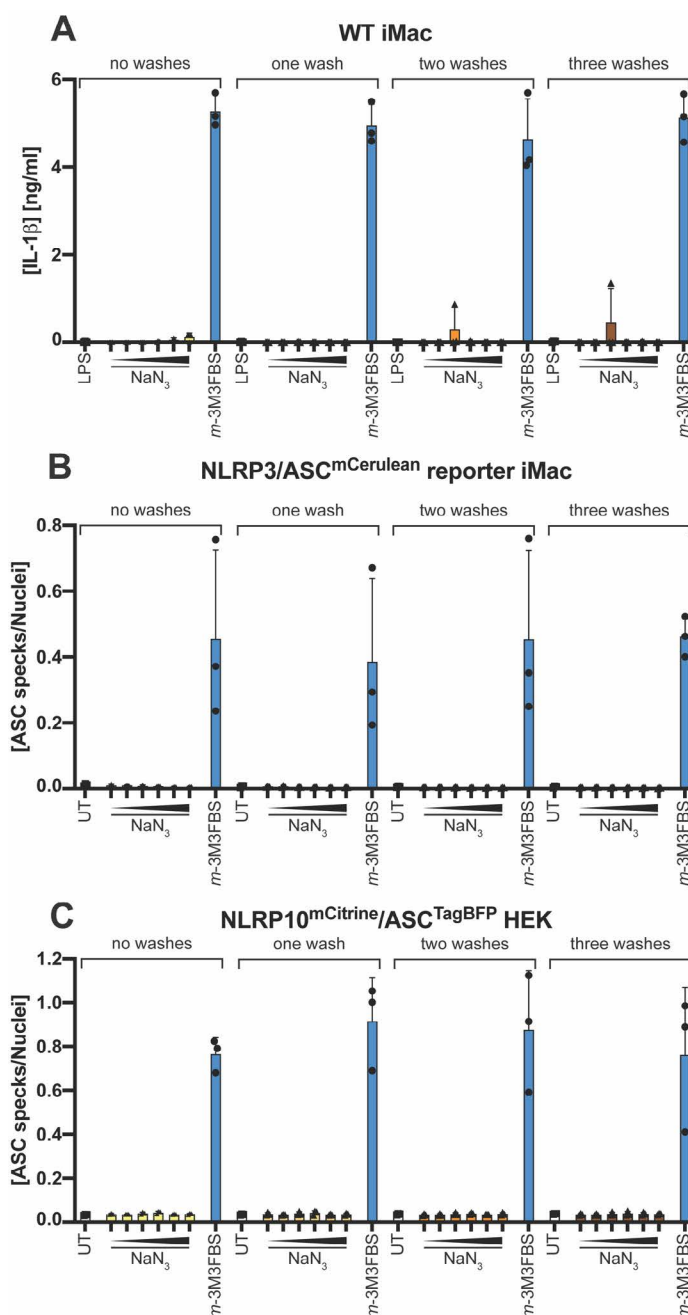 A
WT iMac
no washes one wash two washes three washes
[IL-1β] [ng/ml]
6
4
2
0
LPS NaN3 m-3M3FBS LPS NaN3 m-3M3FBS LPS NaN3 m-3M3FBS LPS NaN3 m-3M3FBS
B
NLRP3/ASCmCerulean reporter iMac
no washes one wash two washes three washes
[ASC specks/Nuclei]
0.8
0.6
0.4
0.2
0.0
UT NaN3 m-3M3FBS UT NaN3 m-3M3FBS UT NaN3 m-3M3FBS UT NaN3 m-3M3FBS
C
NLRP10mCitrine/ASCTagBFP HEK
no washes one wash two washes three washes
[ASC specks/Nuclei]
1.2
1.0
0.8
0.6
0.4
0.2
0.0
UT NaN3 m-3M3FBS UT NaN3 m-3M3FBS UT NaN3 m-3M3FBS UT NaN3 m-3M3FBS